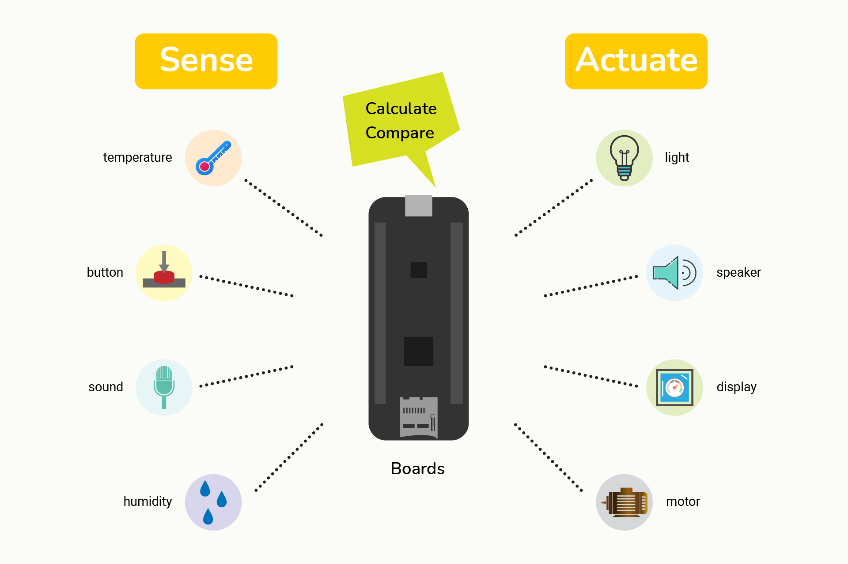 Sense
Actuate
Calculate
Compare
temperature
light
button
speaker
sound
display
humidity
motor
Boards